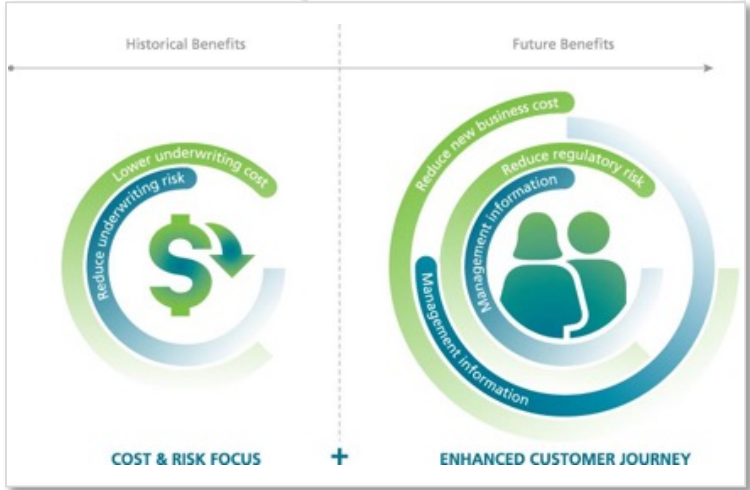 Historical Benefits
Future Benefits
Lower underwriting cost
Reduce underwriting risk
Reduce new business cost
Reduce regulatory risk
Management information
Management information
COST & RISK FOCUS
+
ENHANCED CUSTOMER JOURNEY